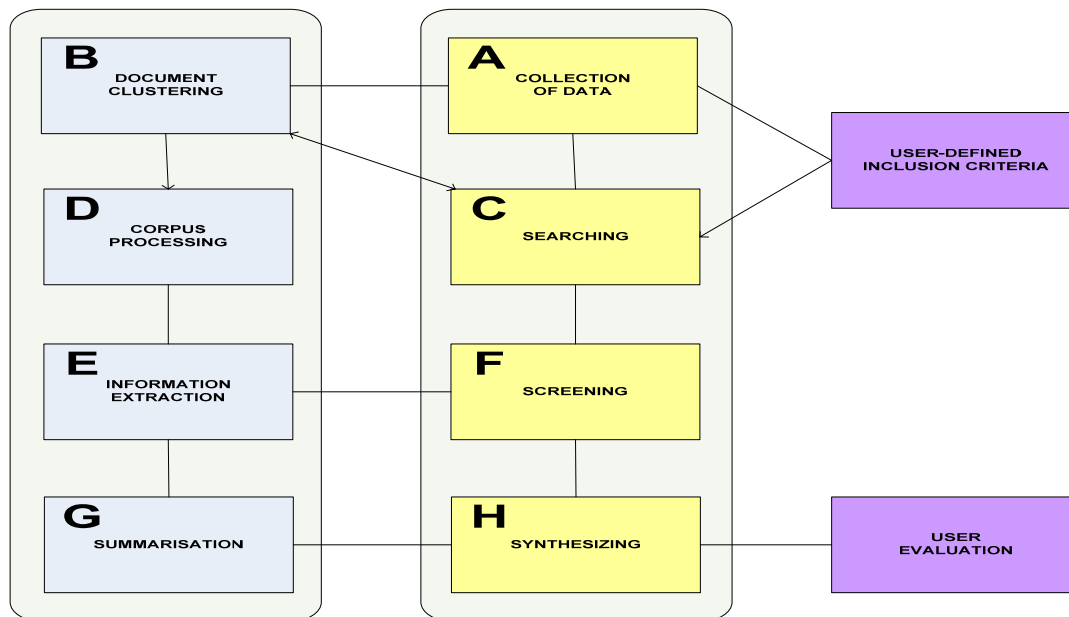 B
DOCUMENT
CLUSTERING
A
COLLECTION
OF DATA
USER-DEFINED
INCLUSION CRITERIA
D
CORPUS
PROCESSING
C
SEARCHING
E
INFORMATION
EXTRACTION
F
SCREENING
G
SUMMARISATION
H
SYNTHESIZING
USER
EVALUATION